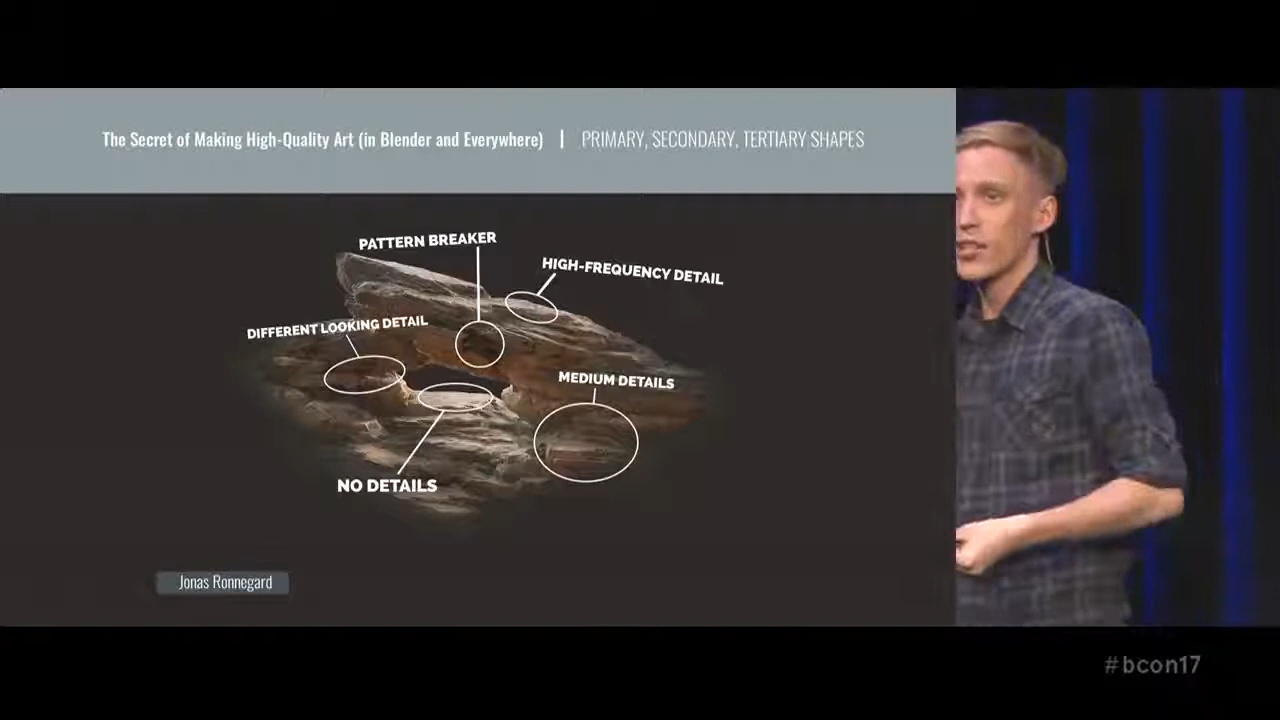 The Secret of Making High-Quality Art (in Blender and Everywhere) | PRIMARY, SECONDARY, TERTIARY SHAPES
PATTERN BREAKER
HIGH-FREQUENCY DETAIL
DIFFERENT LOOKING DETAIL
MEDIUM DETAILS
NO DETAILS
Jonas Ronnegard
#bcon17